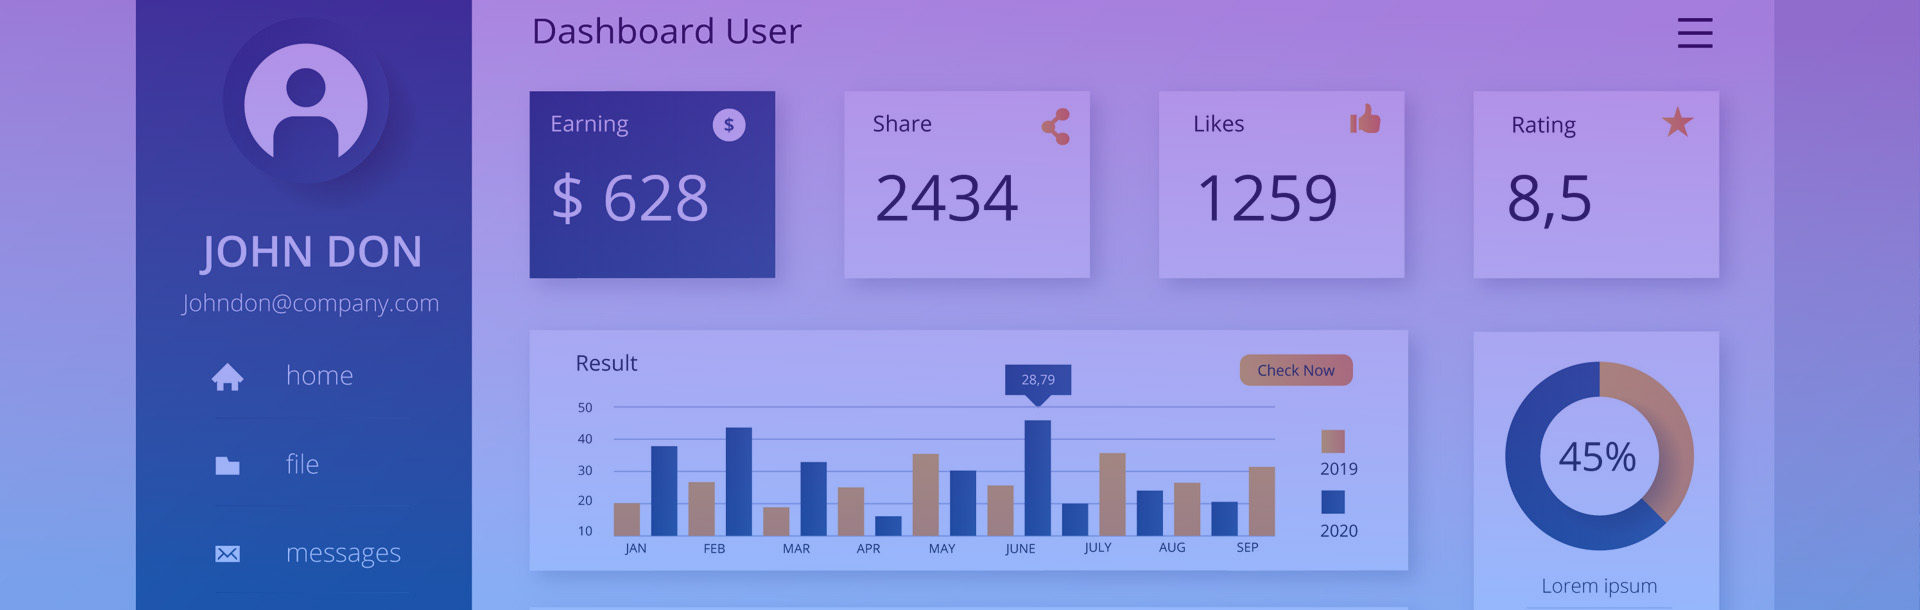 JOHN DON
Johndon@company.com
home
file
messages
Dashboard User
Earning
$
$ 628
Share
2434
Likes
1259
Rating
8,5
Result
28,79
Check Now
50
40
30
20
10
JAN FEB MAR APR MAY JUNE JULY AUG SEP
2019
2020
45%
Lorem ipsum